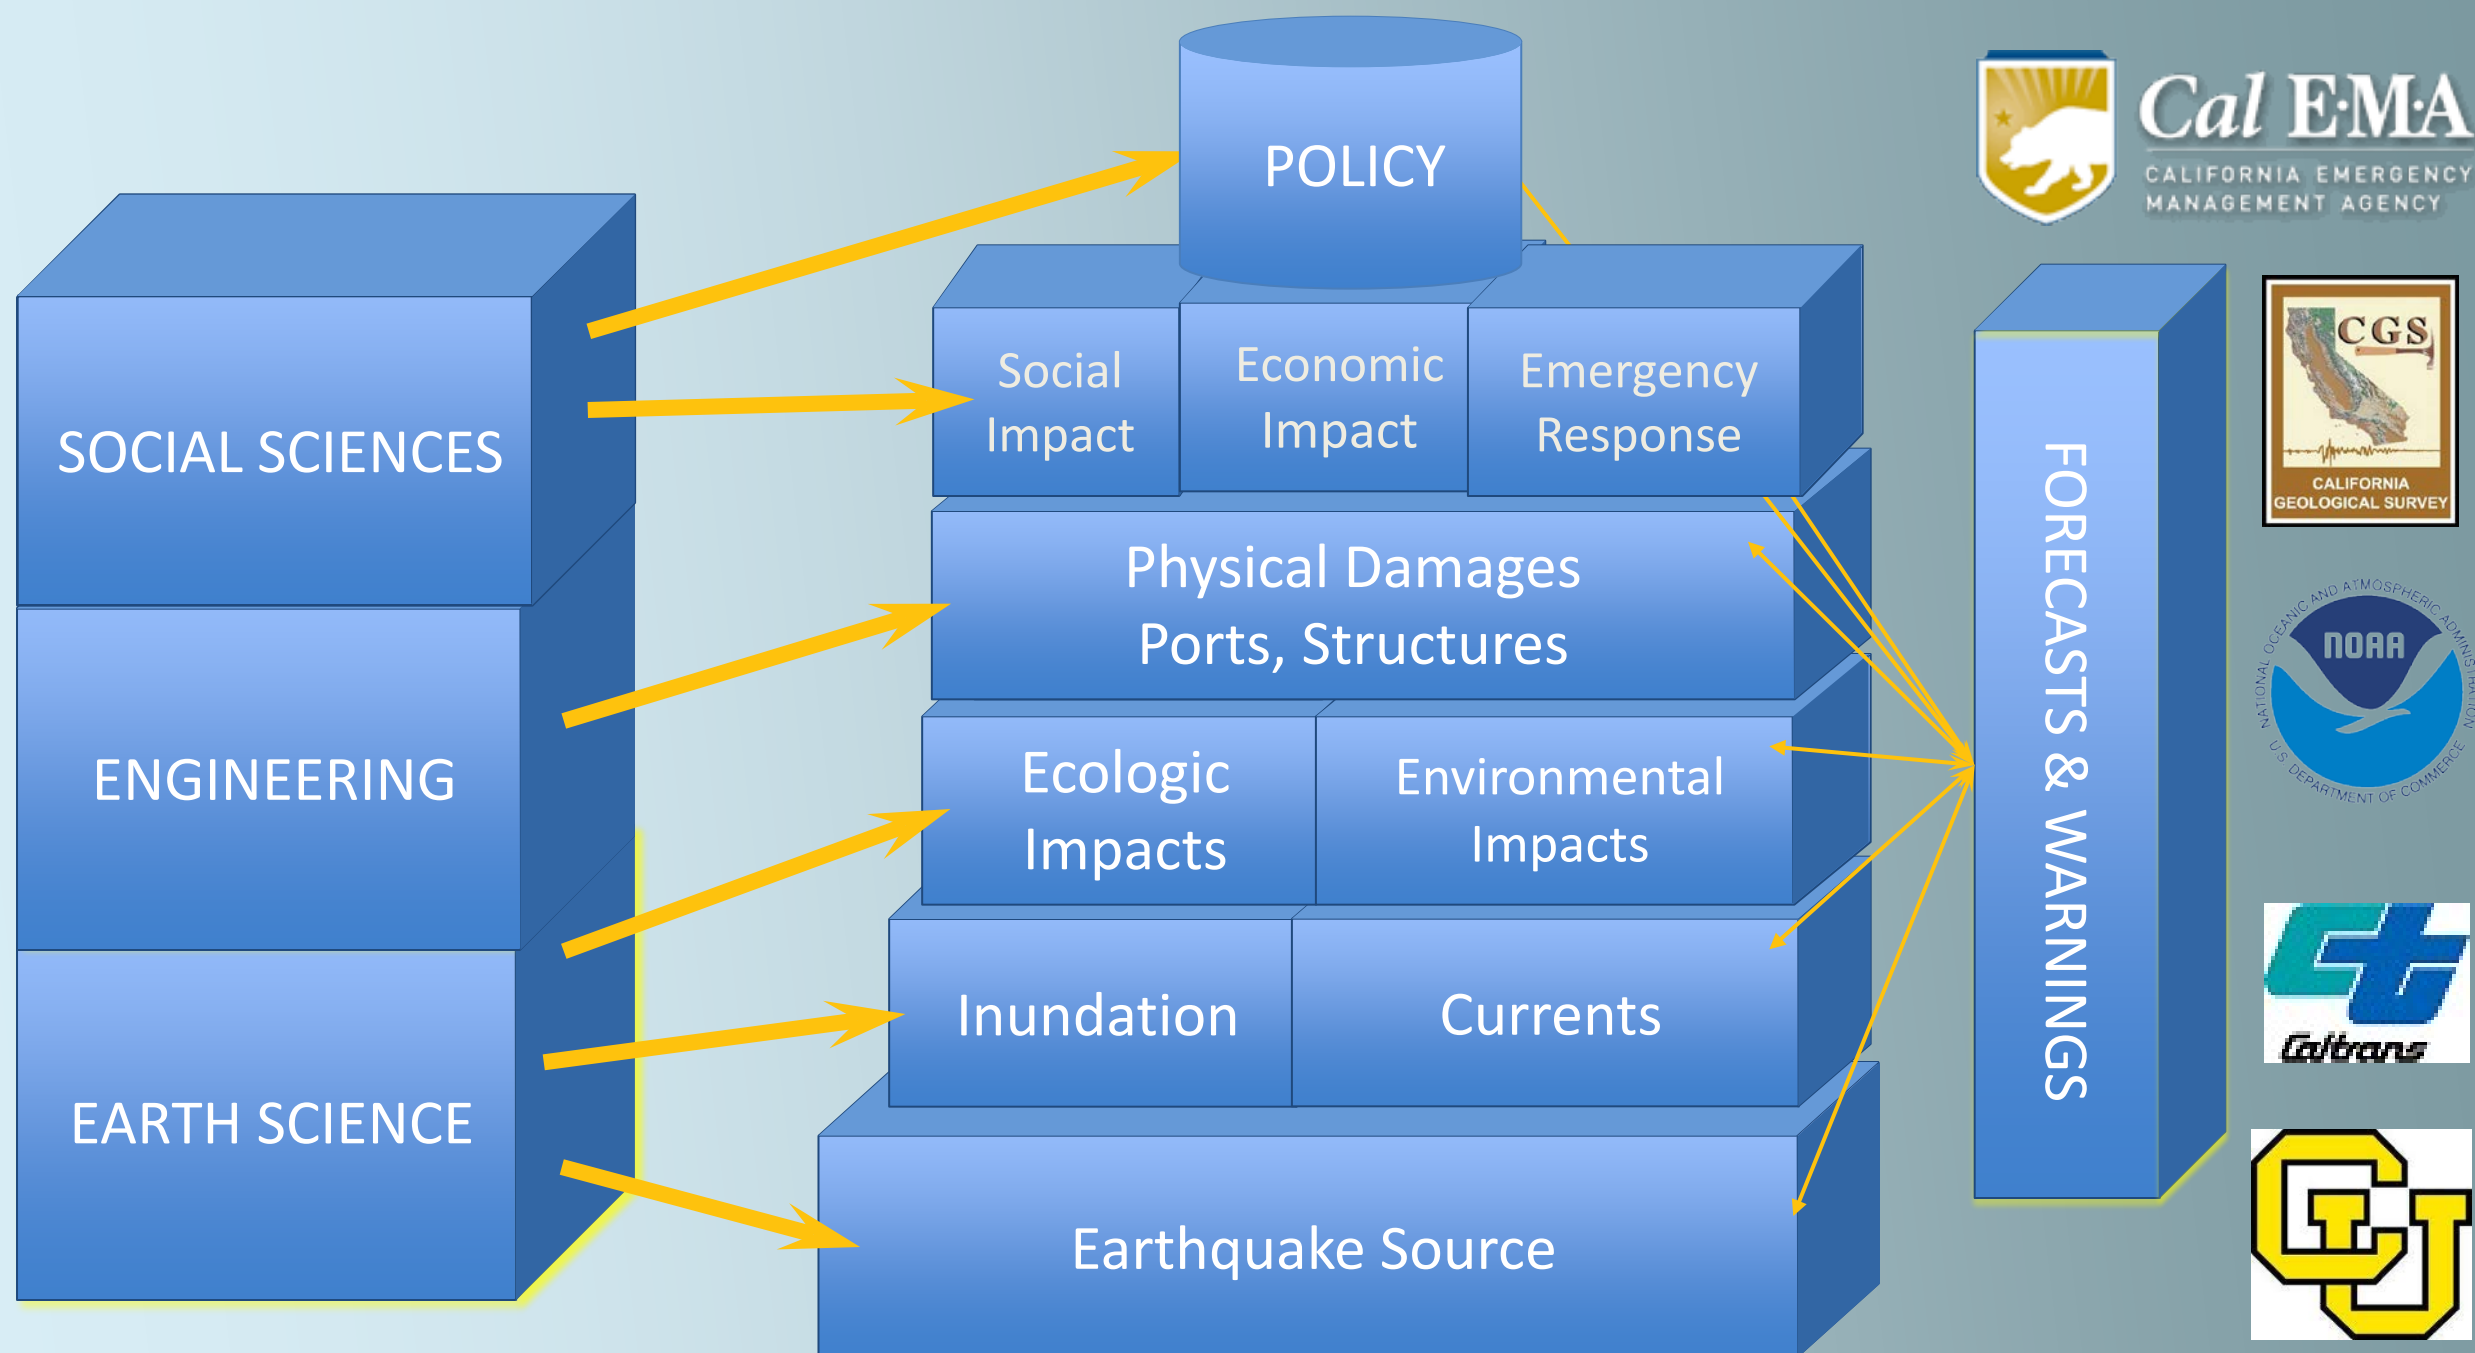 POLICY
Cal E·M·A
CALIFORNIA EMERGENCY
MANAGEMENT AGENCY
SOCIAL SCIENCES
ENGINEERING
EARTH SCIENCE
Social
Impact
Economic
Impact
Emergency
Response
Physical Damages
Ports, Structures
Ecologic
Impacts
Environmental
Impacts
Inundation
Currents
Earthquake Source
FORECASTS & WARNINGS
CGS
CALIFORNIA
GEOLOGICAL SURVEY
NATIONAL OCEANIC AND ATMOSPHERIC ADMINISTRATION
NOAA
U.S. DEPARTMENT OF COMMERCE
Ct
Caltrans
CU